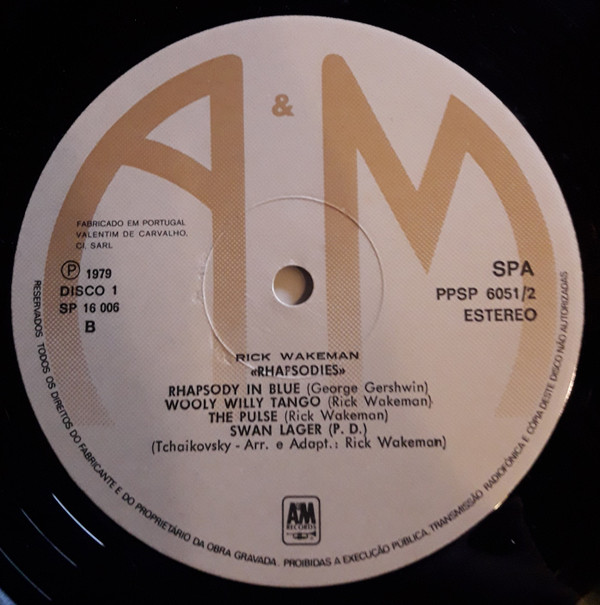 A & M
FABRICADO EM PORTUGAL
VALENTIM DE CARVALHO,
CI. SARL
Ⓟ 1979
DISCO 1
SP 16 006
B
SPA
PPSP 6051/2
ESTEREO
RICK WAKEMAN
«RHAPSODIES»
RHAPSODY IN BLUE (George Gershwin)
WOOLY WILLY TANGO (Rick Wakeman)
THE PULSE (Rick Wakeman)
SWAN LAGER (P. D.)
(Tchaikovsky - Arr. e Adapt.: Rick Wakeman)
AM
RECORDS
RESERVADOS TODOS OS DIREITOS DO FABRICANTE E DO PROPRIETÁRIO DA OBRA GRAVADA. PROIBIDAS A EXECUÇÃO PÚBLICA, TRANSMISSÃO RADIOFÓNICA E CÓPIA DESTE DISCO NÃO AUTORIZADAS